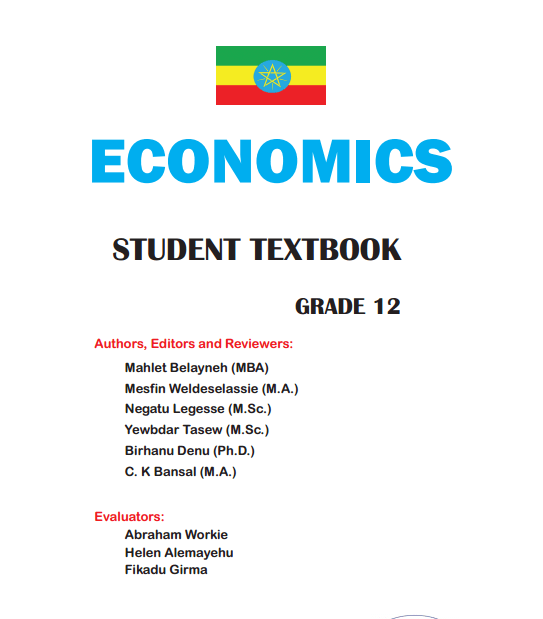 ECONOMICS
STUDENT TEXTBOOK
GRADE 12
Authors, Editors and Reviewers:
Mahlet Belayneh (MBA)
Mesfin Weldeselassie (M.A.)
Negatu Legesse (M.Sc.)
Yewbdar Tasew (M.Sc.)
Birhanu Denu (Ph.D.)
C. K Bansal (M.A.)
Evaluators:
Abraham Workie
Helen Alemayehu
Fikadu Girma